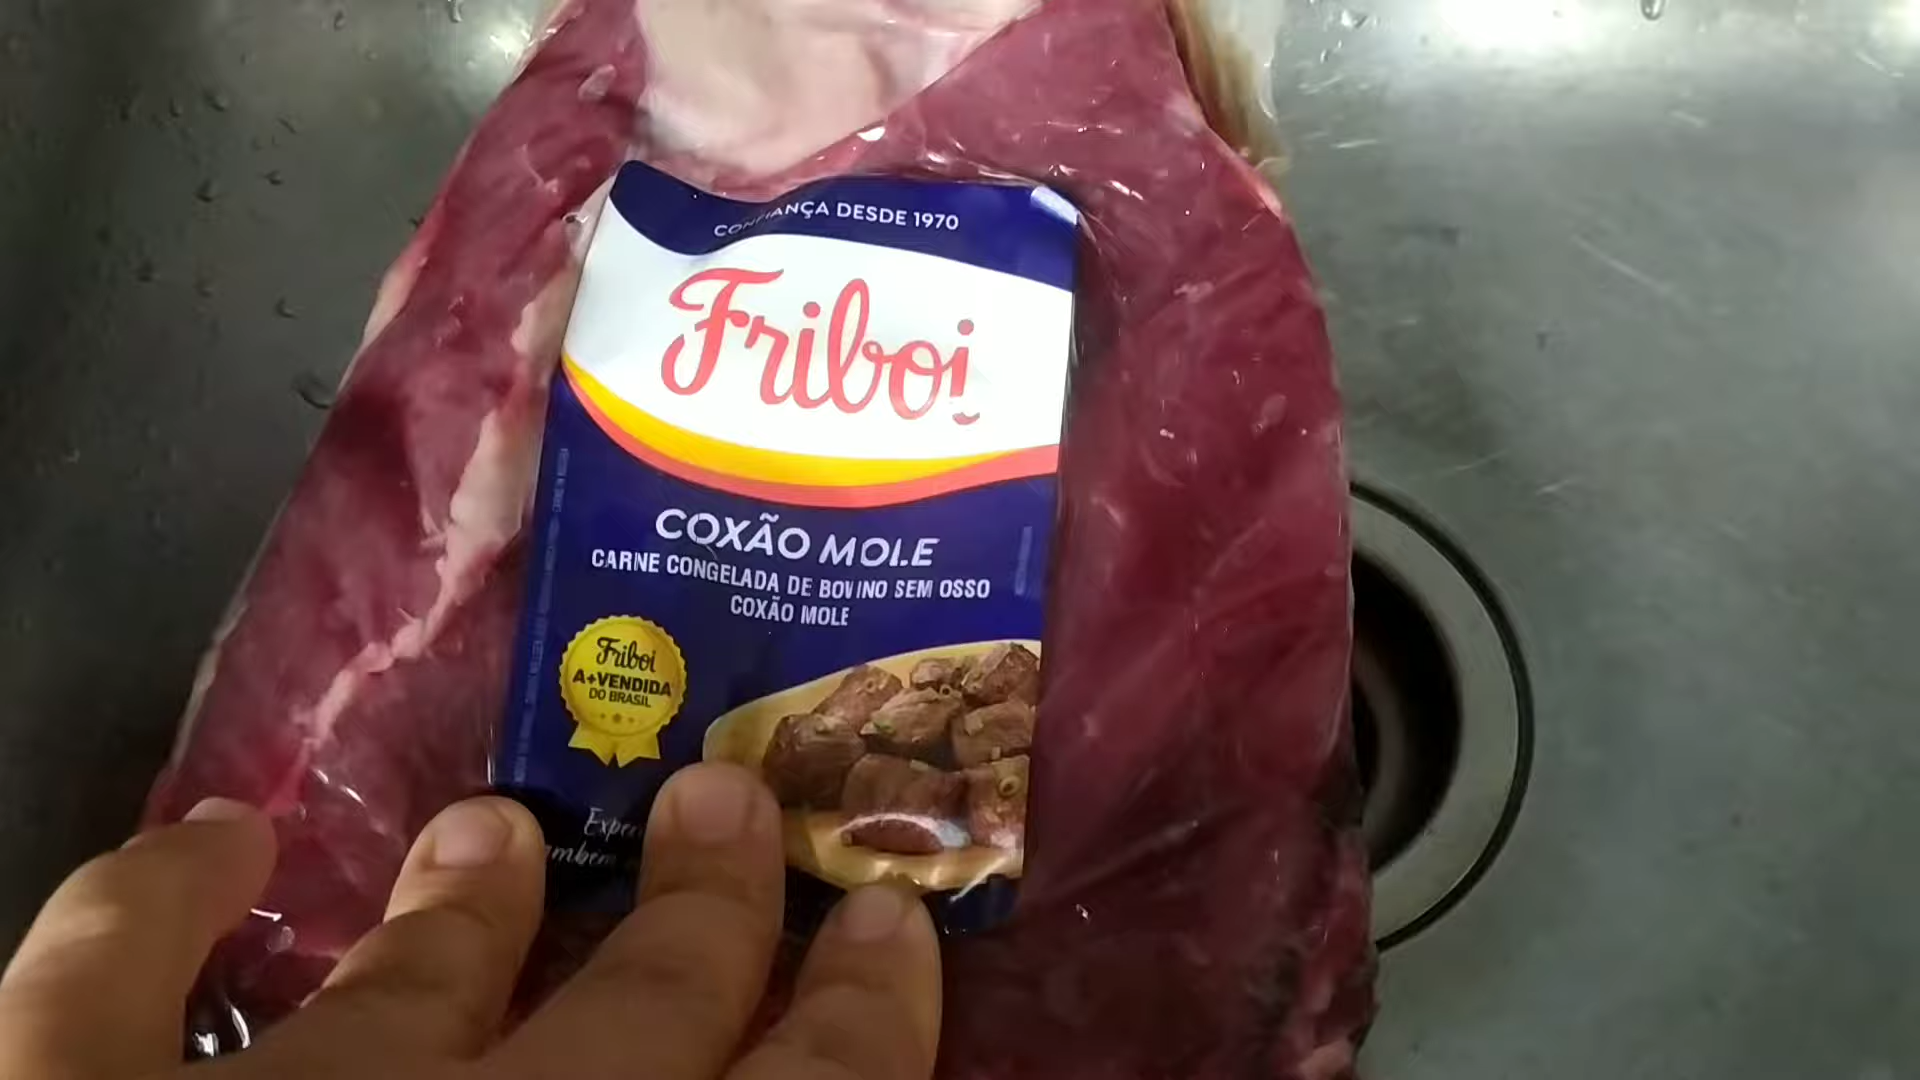 CONFIANÇA DESDE 1970
Friboi
COXÃO MOLE
CARNE CONGELADA DE BOVINO SEM OSSO
COXÃO MOLE
Friboi
A+VENDIDA
DO BRASIL